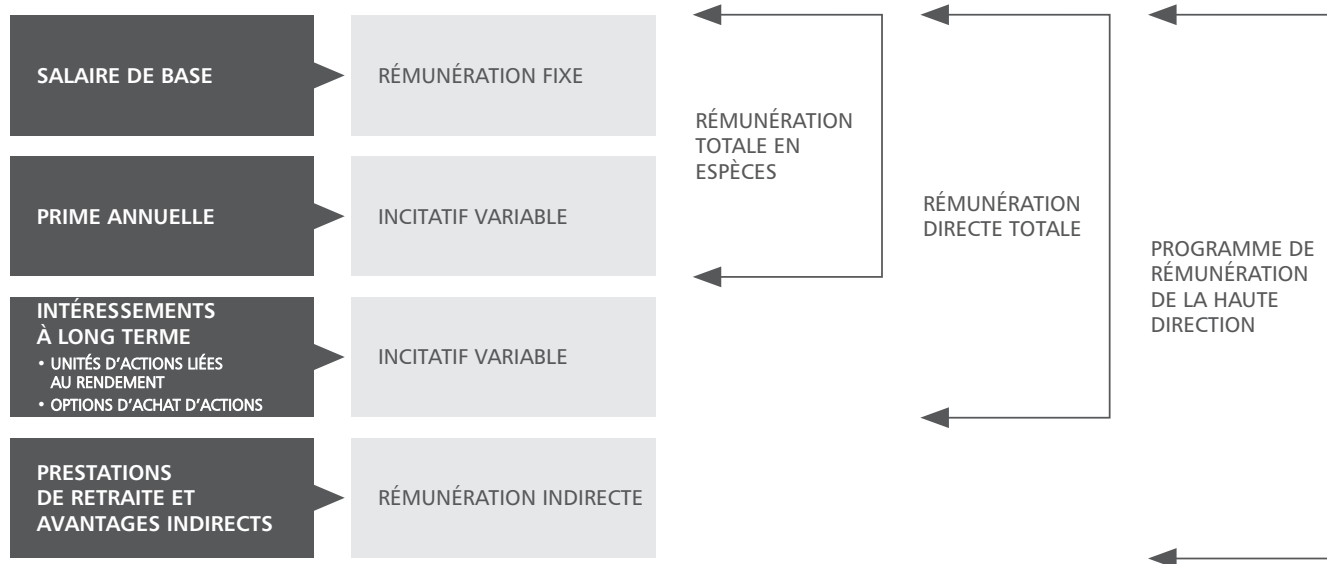 SALAIRE DE BASE
RÉMUNÉRATION FIXE
PRIME ANNUELLE
INCITATIF VARIABLE
INTÉRESSEMENTS
À LONG TERME
• UNITÉS D’ACTIONS LIÉES
AU RENDEMENT
• OPTIONS D’ACHAT D’ACTIONS
INCITATIF VARIABLE
PRESTATIONS
DE RETRAITE ET
AVANTAGES INDIRECTS
RÉMUNÉRATION INDIRECTE
RÉMUNÉRATION
TOTALE EN
ESPÈCES
RÉMUNÉRATION
DIRECTE TOTALE
PROGRAMME DE
RÉMUNÉRATION
DE LA HAUTE
DIRECTION